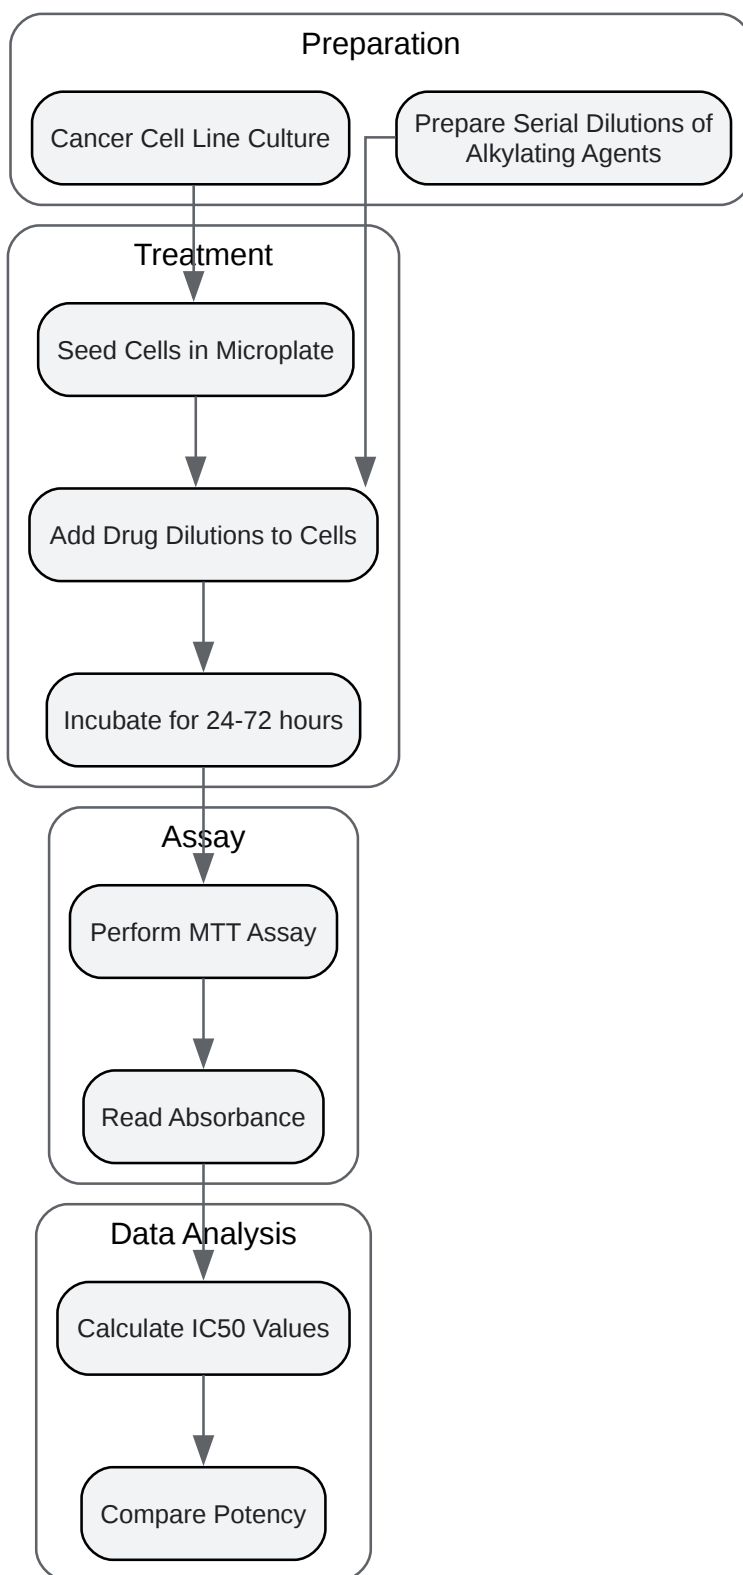 Preparation
Cancer Cell Line Culture
Prepare Serial Dilutions of
Alkylating Agents
Treatment
Seed Cells in Microplate
Add Drug Dilutions to Cells
Incubate for 24-72 hours
Assay
Perform MTT Assay
Read Absorbance
Data Analysis
Calculate IC50 Values
Compare Potency